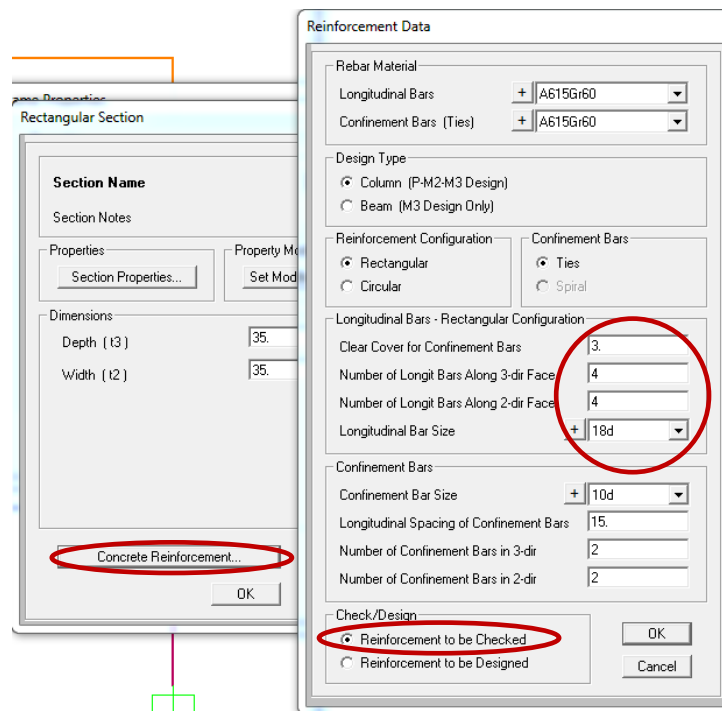 ame Properties
Rectangular Section
Section Name
Section Notes
Properties
Section Properties...
Property Mo
Set Mod
Dimensions
Depth ( t3 ) 35.
Width ( t2 ) 35.
Concrete Reinforcement...
OK
Reinforcement Data
Rebar Material
Longitudinal Bars + A615Gr60
Confinement Bars (Ties) + A615Gr60
Design Type
Column (P-M2-M3 Design)
Beam (M3 Design Only)
Reinforcement Configuration
Rectangular
Circular
Confinement Bars
Ties
Spiral
Longitudinal Bars - Rectangular Configuration
Clear Cover for Confinement Bars 3.
Number of Longit Bars Along 3-dir Face 4
Number of Longit Bars Along 2-dir Face 4
Longitudinal Bar Size + 18d
Confinement Bars
Confinement Bar Size + 10d
Longitudinal Spacing of Confinement Bars 15.
Number of Confinement Bars in 3-dir 2
Number of Confinement Bars in 2-dir 2
Check/Design
Reinforcement to be Checked
Reinforcement to be Designed
OK
Cancel